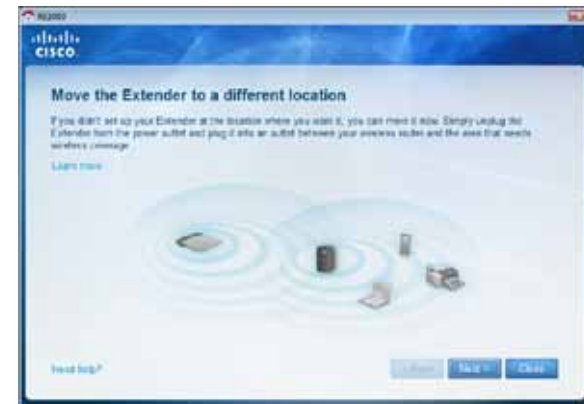 RE2000
CISCO
Move the Extender to a different location
If you didn't set up your Extender at the location where you want it, you can move it now. Simply unplug the
Extender from the power outlet and plug it into an outlet between your wireless router and the area that needs
wireless coverage.
Learn more
Need help?
Next
Close